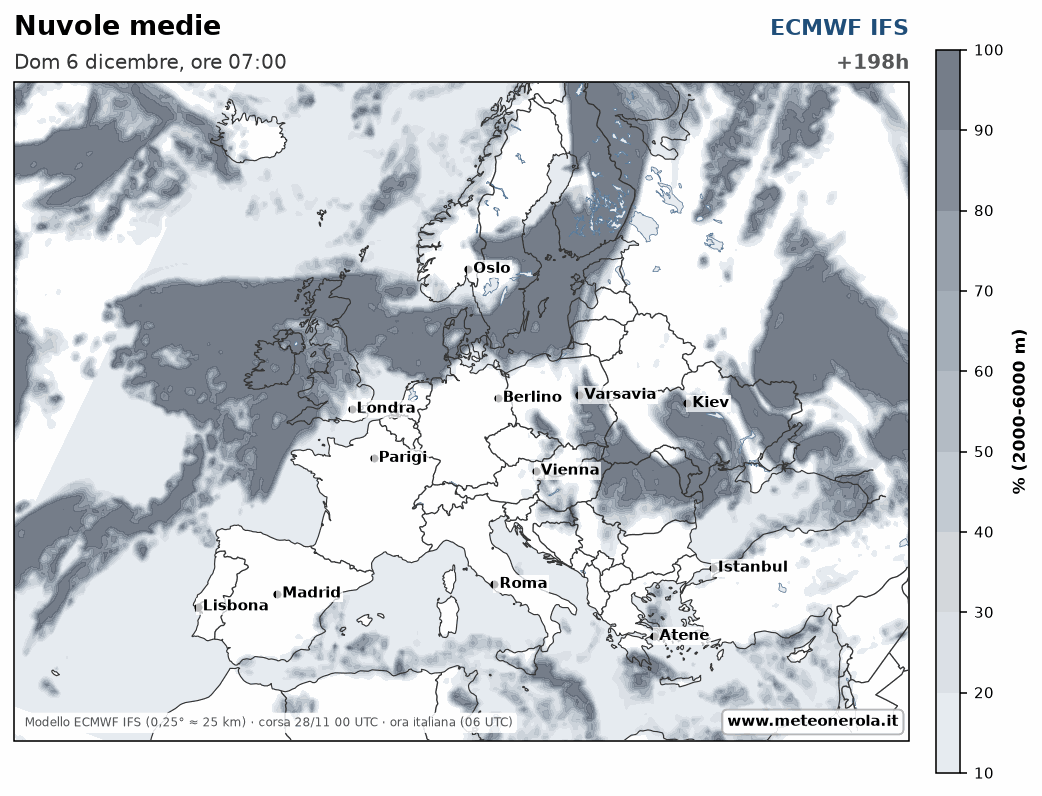 Nuvole medie
ECMWF IFS
Dom 6 dicembre, ore 07:00
+198h
Oslo
Londra
Berlino
Varsavia
Kiev
Parigi
Vienna
Istanbul
Roma
Madrid
Lisbona
Atene
Modello ECMWF IFS (0,25° ≈ 25 km) · corsa 28/11 00 UTC · ora italiana (06 UTC)
www.meteonerola.it
100
90
80
70
60
50
40
30
20
10
% (2000-6000 m)